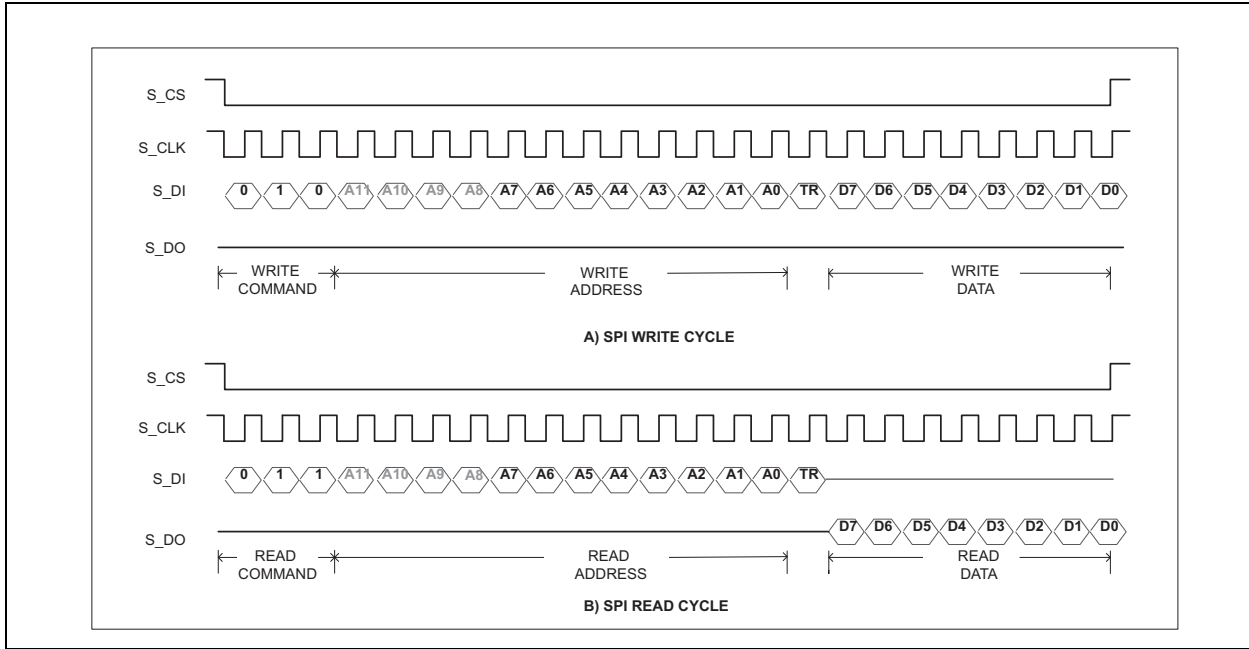 S_CS
S_CLK
S_DI 0 1 0 A11 A10 A9 A8 A7 A6 A5 A4 A3 A2 A1 A0 TR D7 D6 D5 D4 D3 D2 D1 D0
S_DO
WRITE COMMAND
WRITE ADDRESS
WRITE DATA
A) SPI WRITE CYCLE
S_CS
S_CLK
S_DI 0 1 1 A11 A10 A9 A8 A7 A6 A5 A4 A3 A2 A1 A0 TR
S_DO D7 D6 D5 D4 D3 D2 D1 D0
READ COMMAND
READ ADDRESS
READ DATA
B) SPI READ CYCLE